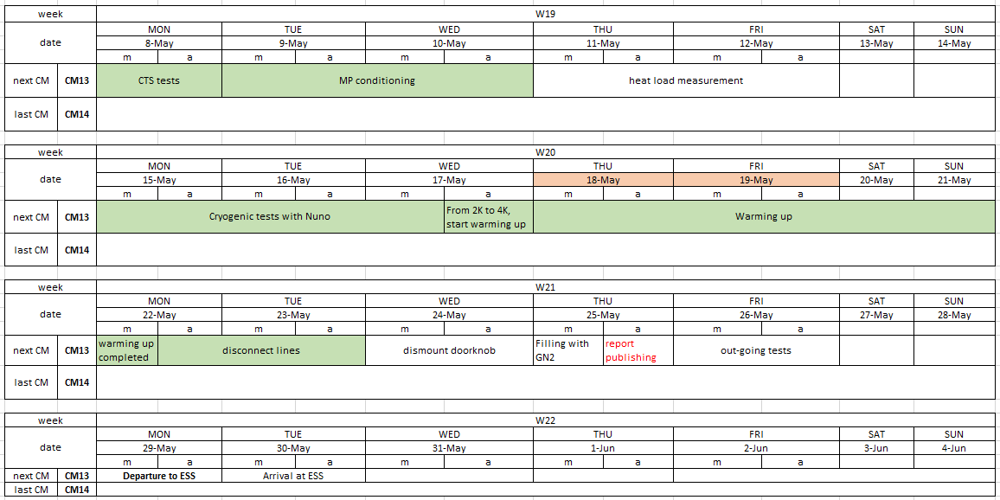 week W19
date MON TUE WED THU FRI SAT SUN
8-May 9-May 10-May 11-May 12-May 13-May 14-May
m a m a m a m a m a
next CM CM13 CTS tests MP conditioning heat load measurement
last CM CM14
week W20
date MON TUE WED THU FRI SAT SUN
15-May 16-May 17-May 18-May 19-May 20-May 21-May
m a m a m a m a m a
next CM CM13 Cryogenic tests with Nuno From 2K to 4K,
start warming up Warming up
last CM CM14
week W21
date MON TUE WED THU FRI SAT SUN
22-May 23-May 24-May 25-May 26-May 27-May 28-May
m a m a m a m a m a
next CM CM13 warming up
completed disconnect lines dismount doorknob Filling with
GN2 report
publishing out-going tests
last CM CM14
week W22
date MON TUE WED THU FRI SAT SUN
29-May 30-May 31-May 1-Jun 2-Jun 3-Jun 4-Jun
m a m a m a m a m a
next CM CM13 Departure to ESS Arrival at ESS
last CM CM14